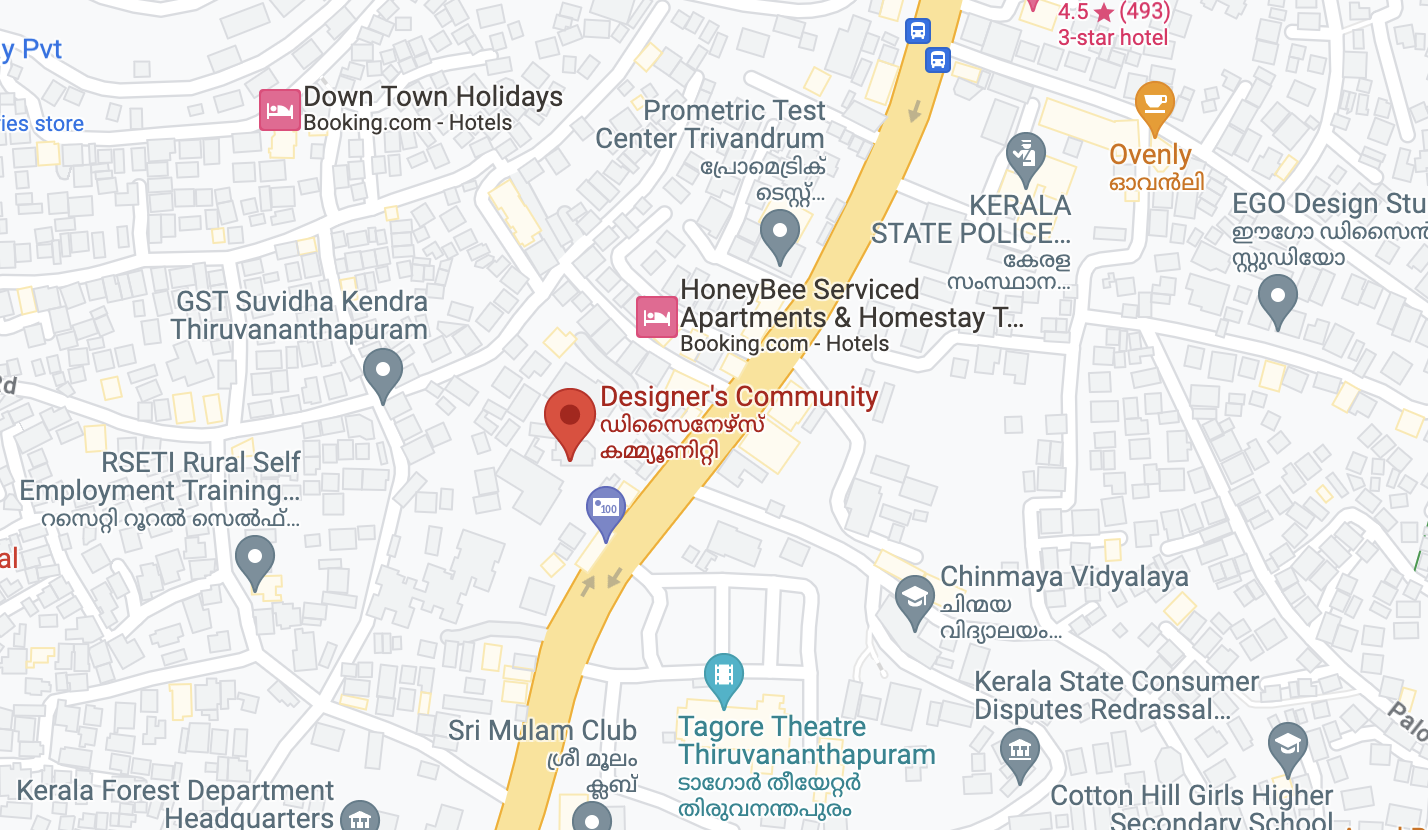 4.5 ★ (493)
3-star hotel
y Pvt
ries store
Down Town Holidays
Booking.com - Hotels
Prometric Test
Center Trivandrum
പ്രോമെട്രിക്
ടെസ്റ്റ്...
Ovenly
ഓവൻലി
KERALA
STATE POLICE...
കേരള
സംസ്ഥാന...
EGO Design Stu
ഈഗോ ഡിസൈൻ
സ്റ്റുഡിയോ
GST Suvidha Kendra
Thiruvananthapuram
HoneyBee Serviced
Apartments & Homestay T...
Booking.com - Hotels
Rd
Designer's Community
ഡിസൈനേഴ്സ്
കമ്മ്യൂണിറ്റി
RSETI Rural Self
Employment Training...
റസെറ്റി റൂറൽ സെൽഫ്...
100
al
Chinmaya Vidyalaya
ചിന്മയ
വിദ്യാലയം...
Kerala State Consumer
Disputes Redrassal...
Palo
Sri Mulam Club
ശ്രീ മൂലം
ക്ലബ്
Tagore Theatre
Thiruvananthapuram
ടാഗോർ തീയേറ്റർ
തിരുവനന്തപുരം
Kerala Forest Department
Headquarters
Cotton Hill Girls Higher
Secondary School